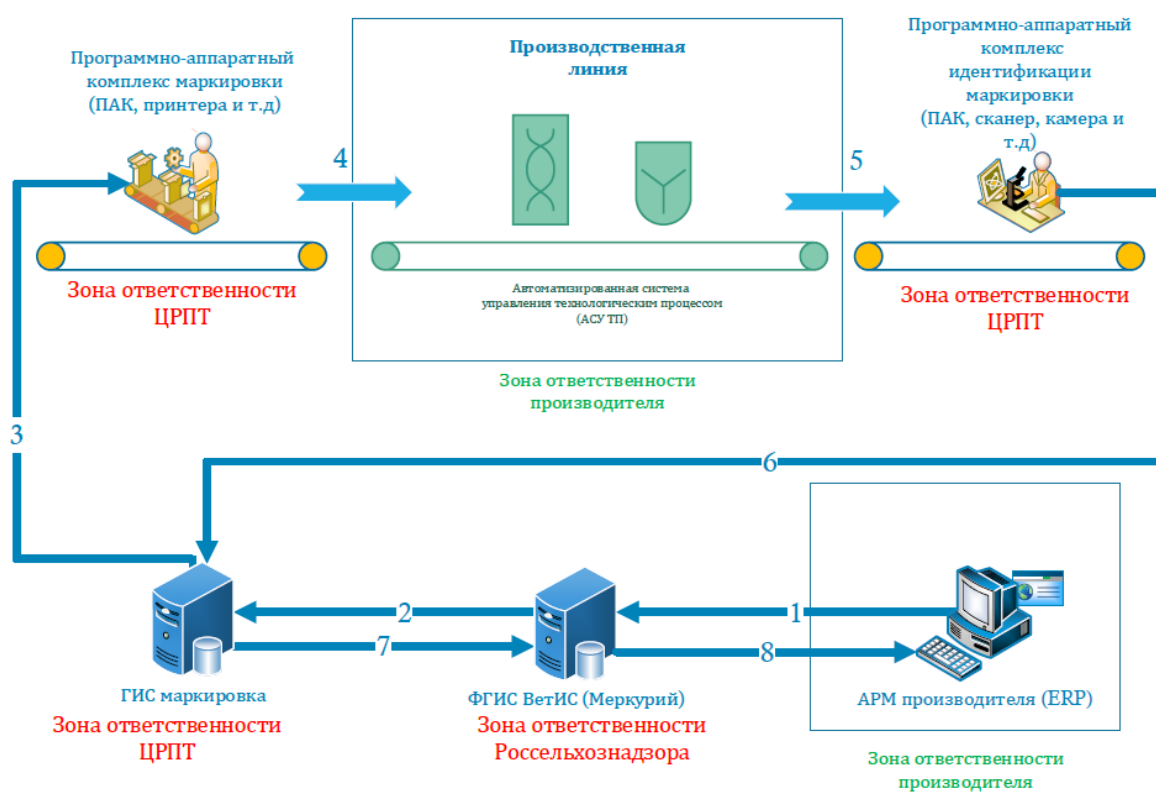 Программно-аппаратный
комплекс маркировки
(ПАК, принтера и т.д)
4
Производственная
линия
5
Программно-аппаратный
комплекс
идентификации
маркировки
(ПАК, сканер, камера и
т.д)
Зона ответственности
ЦРПТ
Автоматизированная система
управления технологическим процессом
(АСУ ТП)
Зона ответственности
ЦРПТ
Зона ответственности
производителя
3
6
2
1
7
8
ГИС маркировка
Зона ответственности
ЦРПТ
ФГИС ВетИС (Меркурий)
Зона ответственности
Россельхознадзора
АРМ производителя (ERP)
Зона ответственности
производителя